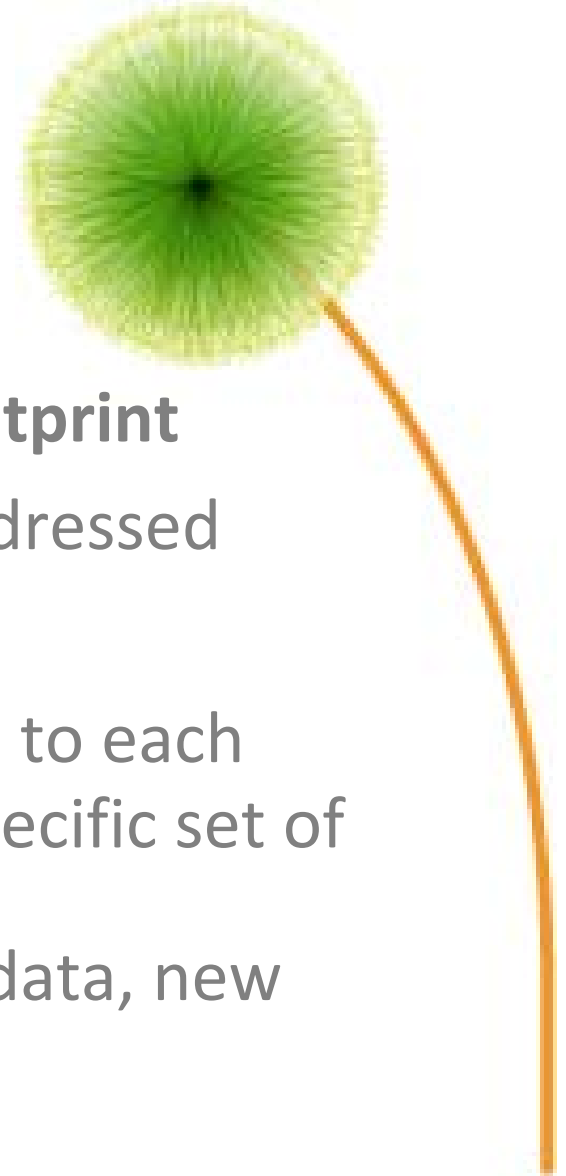 tprint
dressed
to each
ecific set of
data, new